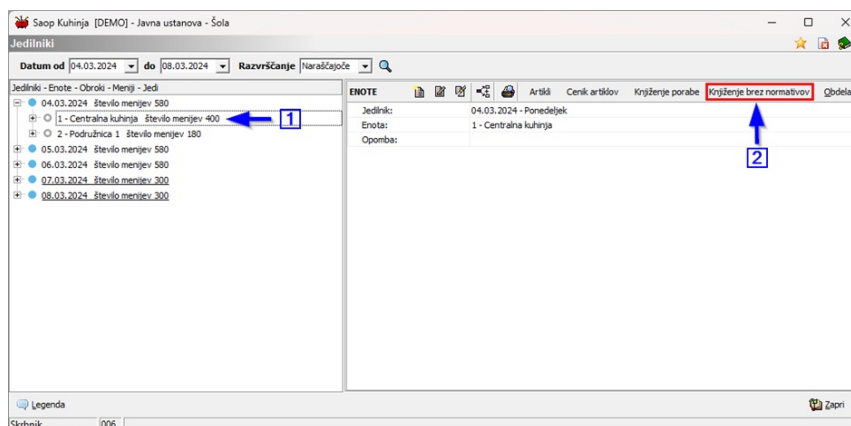 Saop Kuhinja [DEMO] - Javna ustanova - Šola
Jedilniki
Datum od 04.03.2024 do 08.03.2024 Razvrščanje Naraščajoče
Jedilniki - Enote - Obroki - Meniji - Jedi
04.03.2024 število menijev 580
1 - Centralna kuhinja število menijev 400
1
2 - Podružnica 1 število menijev 180
05.03.2024 število menijev 580
06.03.2024 število menijev 580
07.03.2024 število menijev 300
08.03.2024 število menijev 300
ENOTE Artikli Cenik artiklov Knjiženje porabe Knjiženje brez normativov Obdela
Jedilnik: 04.03.2024 - Ponedeljek
Enota: 1 - Centralna kuhinja
Opomba:
2
Legenda Zapri
Skrbnik 006